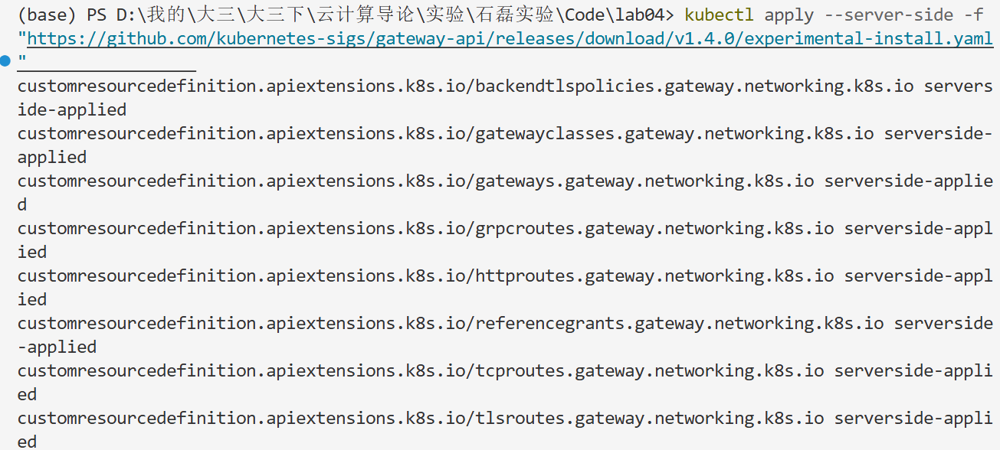 (base) PS D:\我的\大三\大三下\云计算导论\实验\石磊实验\Code\lab04> kubectl apply --server-side -f
"https://github.com/kubernetes-sigs/gateway-api/releases/download/v1.4.0/experimental-install.yaml
"
customresourcedefinition.apiextensions.k8s.io/backendtlspolicies.gateway.networking.k8s.io servers
ide-applied
customresourcedefinition.apiextensions.k8s.io/gatewayclasses.gateway.networking.k8s.io serverside-
applied
customresourcedefinition.apiextensions.k8s.io/gateways.gateway.networking.k8s.io serverside-applie
d
customresourcedefinition.apiextensions.k8s.io/grpcroutes.gateway.networking.k8s.io serverside-appl
ied
customresourcedefinition.apiextensions.k8s.io/httproutes.gateway.networking.k8s.io serverside-appl
ied
customresourcedefinition.apiextensions.k8s.io/referencegrants.gateway.networking.k8s.io serverside
-applied
customresourcedefinition.apiextensions.k8s.io/tcproutes.gateway.networking.k8s.io serverside-appli
ed
customresourcedefinition.apiextensions.k8s.io/tlsroutes.gateway.networking.k8s.io serverside-appli
ed